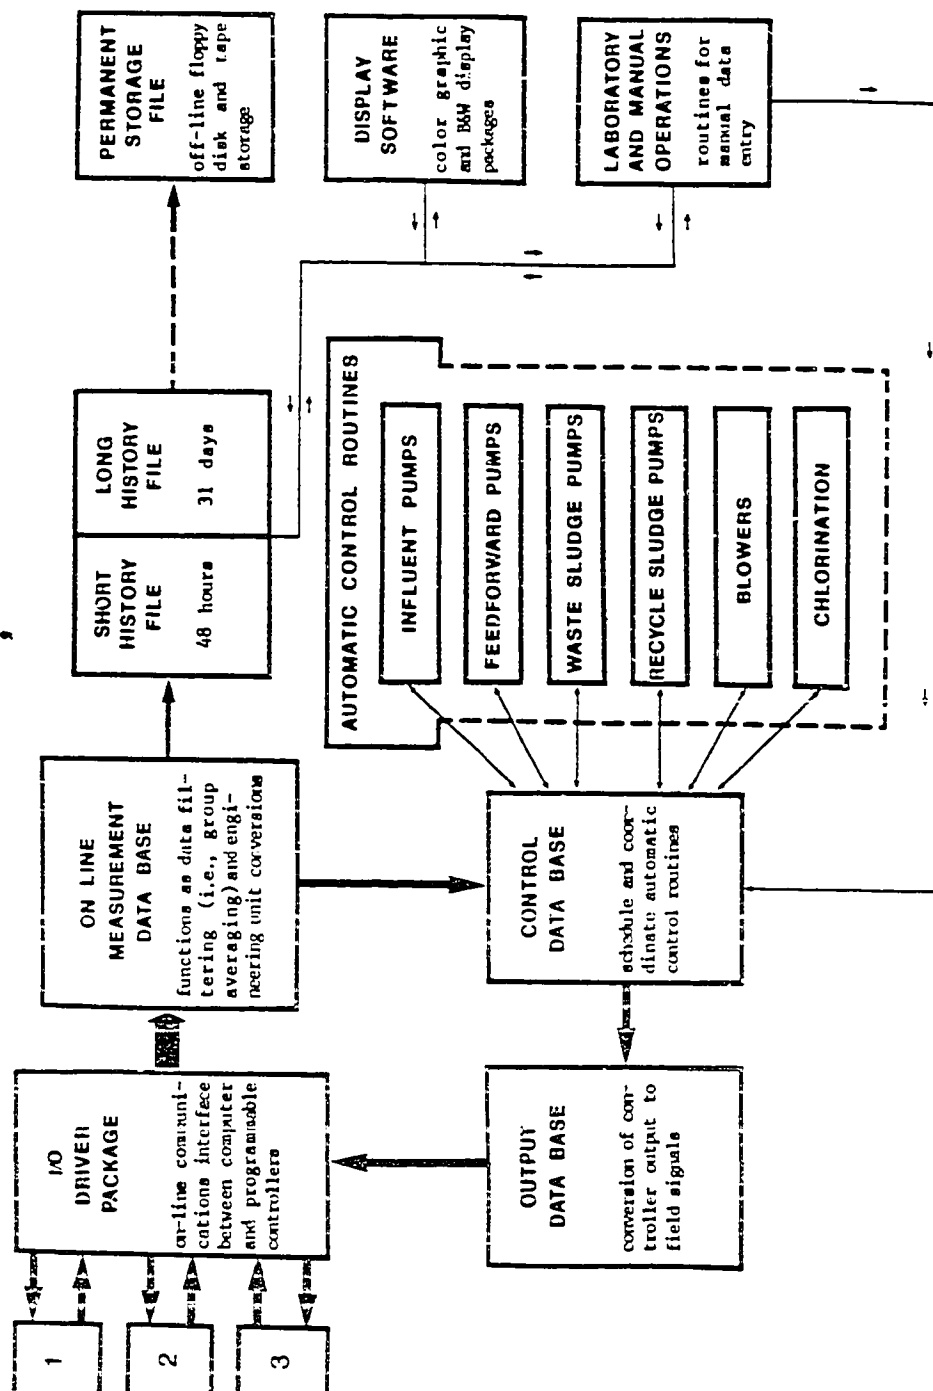 1
2
3
I/O
DRIVER
PACKAGE
on-line communi-
cations interface
between computer
and programmable
controllers
ON LINE
MEASUREMENT
DATA BASE
functions as data fil-
tering (i.e., group
averaging) and engi-
neering unit conversions
SHORT
HISTORY
FILE
48 hours
LONG
HISTORY
FILE
31 days
PERMANENT
STORAGE
FILE
off-line floppy
disk and tape
storage
DISPLAY
SOFTWARE
color graphic
and B&W display
packages
LABORATORY
AND MANUAL
OPERATIONS
routines for
manual data
entry
AUTOMATIC CONTROL ROUTINES
INFLUENT PUMPS
FEEDFORWARD PUMPS
WASTE SLUDGE PUMPS
RECYCLE SLUDGE PUMPS
BLOWERS
CHLORINATION
CONTROL
DATA BASE
schedule and coor-
dinate automatic
control routines
OUTPUT
DATA BASE
conversion of con-
troller output to
field signals